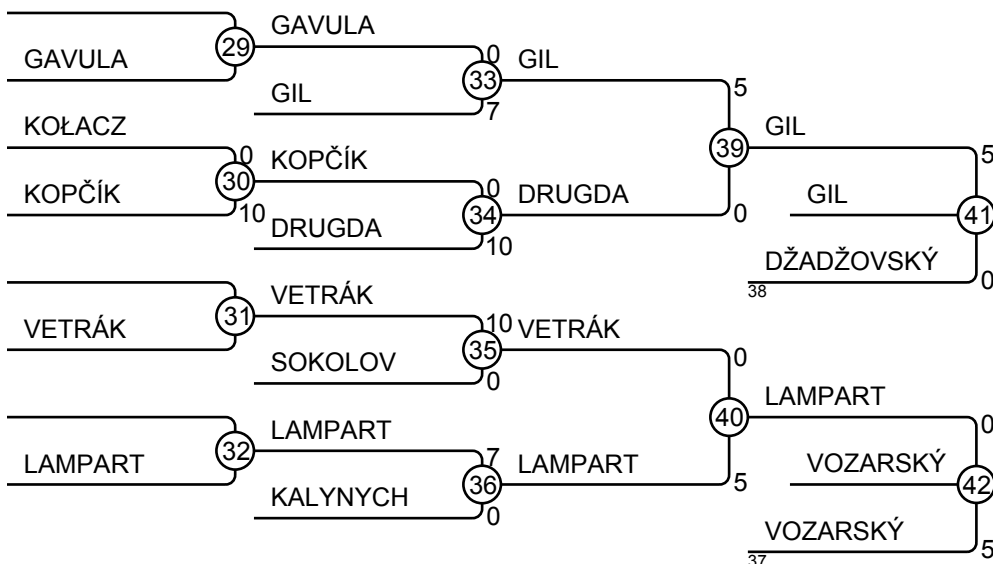 GAVULA
0
GIL
5
29
GAVULA
33
GIL
7
GIL
5
KOŁACZ
0
39
KOPČÍK
0
GIL
30
KOPČÍK
10
34
DRUGDA
0
41
DRUGDA
10
DŽADŽOVSKÝ
0
38
VETRÁK
10
VETRÁK
0
31
VETRÁK
35
SOKOLOV
0
LAMPART
0
40
LAMPART
7
LAMPART
5
VOZARSKÝ
32
LAMPART
36
42
KALYNYCH
0
VOZARSKÝ
5
37